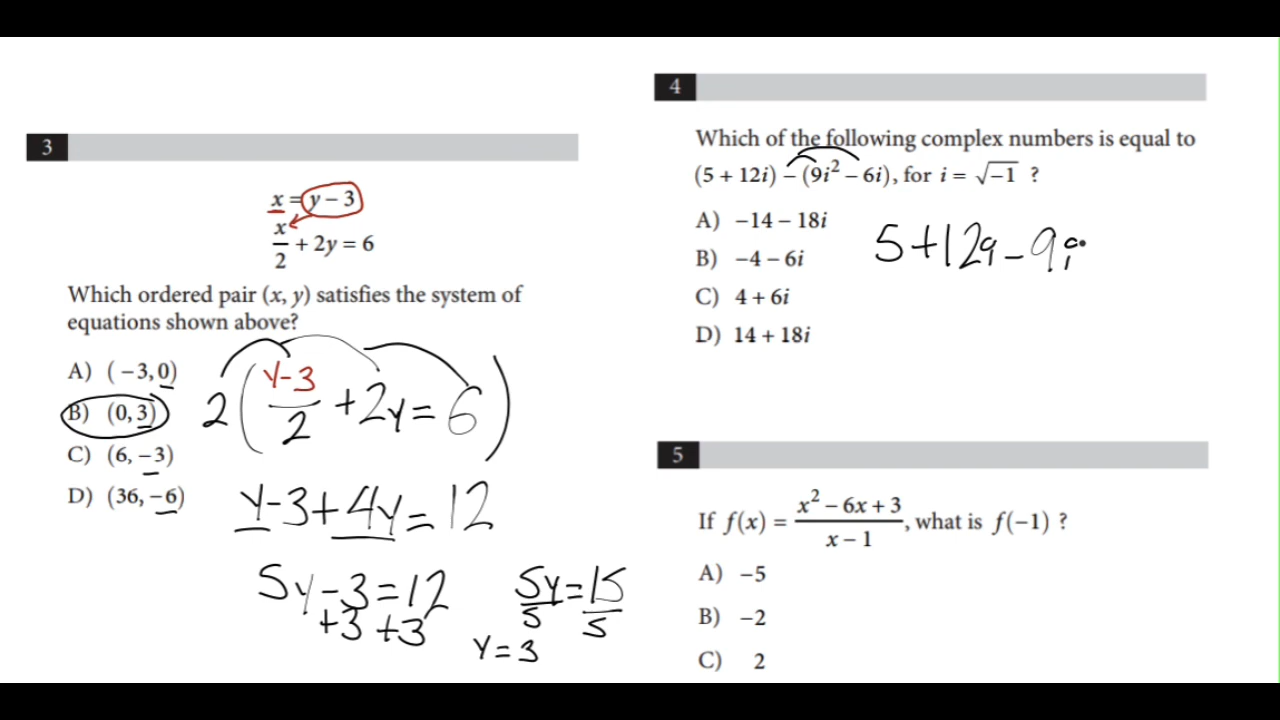 3
x = y − 3
x/2 + 2y = 6
Which ordered pair (x, y) satisfies the system of
equations shown above?
A) (−3, 0)
B) (0, 3)
C) (6, −3)
D) (36, −6)
2(y-3/2 + 2y = 6)
y-3+4y=12
5y-3=12
+3 +3
5y/5=15/5
y=3
4
Which of the following complex numbers is equal to
(5 + 12i) − (9i² − 6i), for i = √−1 ?
A) −14 − 18i
B) −4 − 6i
C) 4 + 6i
D) 14 + 18i
5+12i-9i
5
If f(x) = x² − 6x + 3/x − 1, what is f(−1) ?
A) −5
B) −2
C) 2